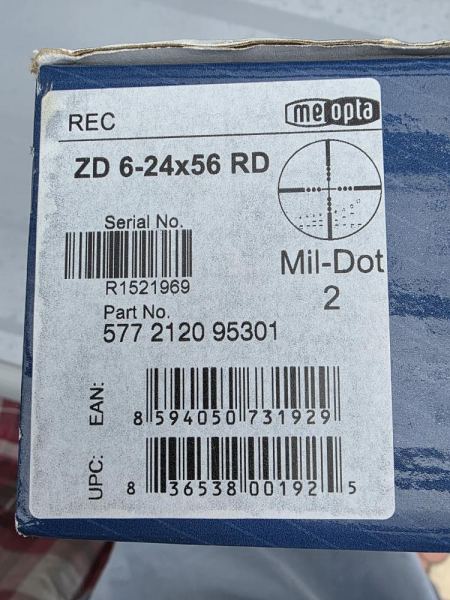 REC
meopta
ZD 6-24x56 RD
Serial No.
R1521969
Mil-Dot
2
Part No.
577 2120 95301
EAN:
8 594050 731929
UPC:
8 36538 00192 5